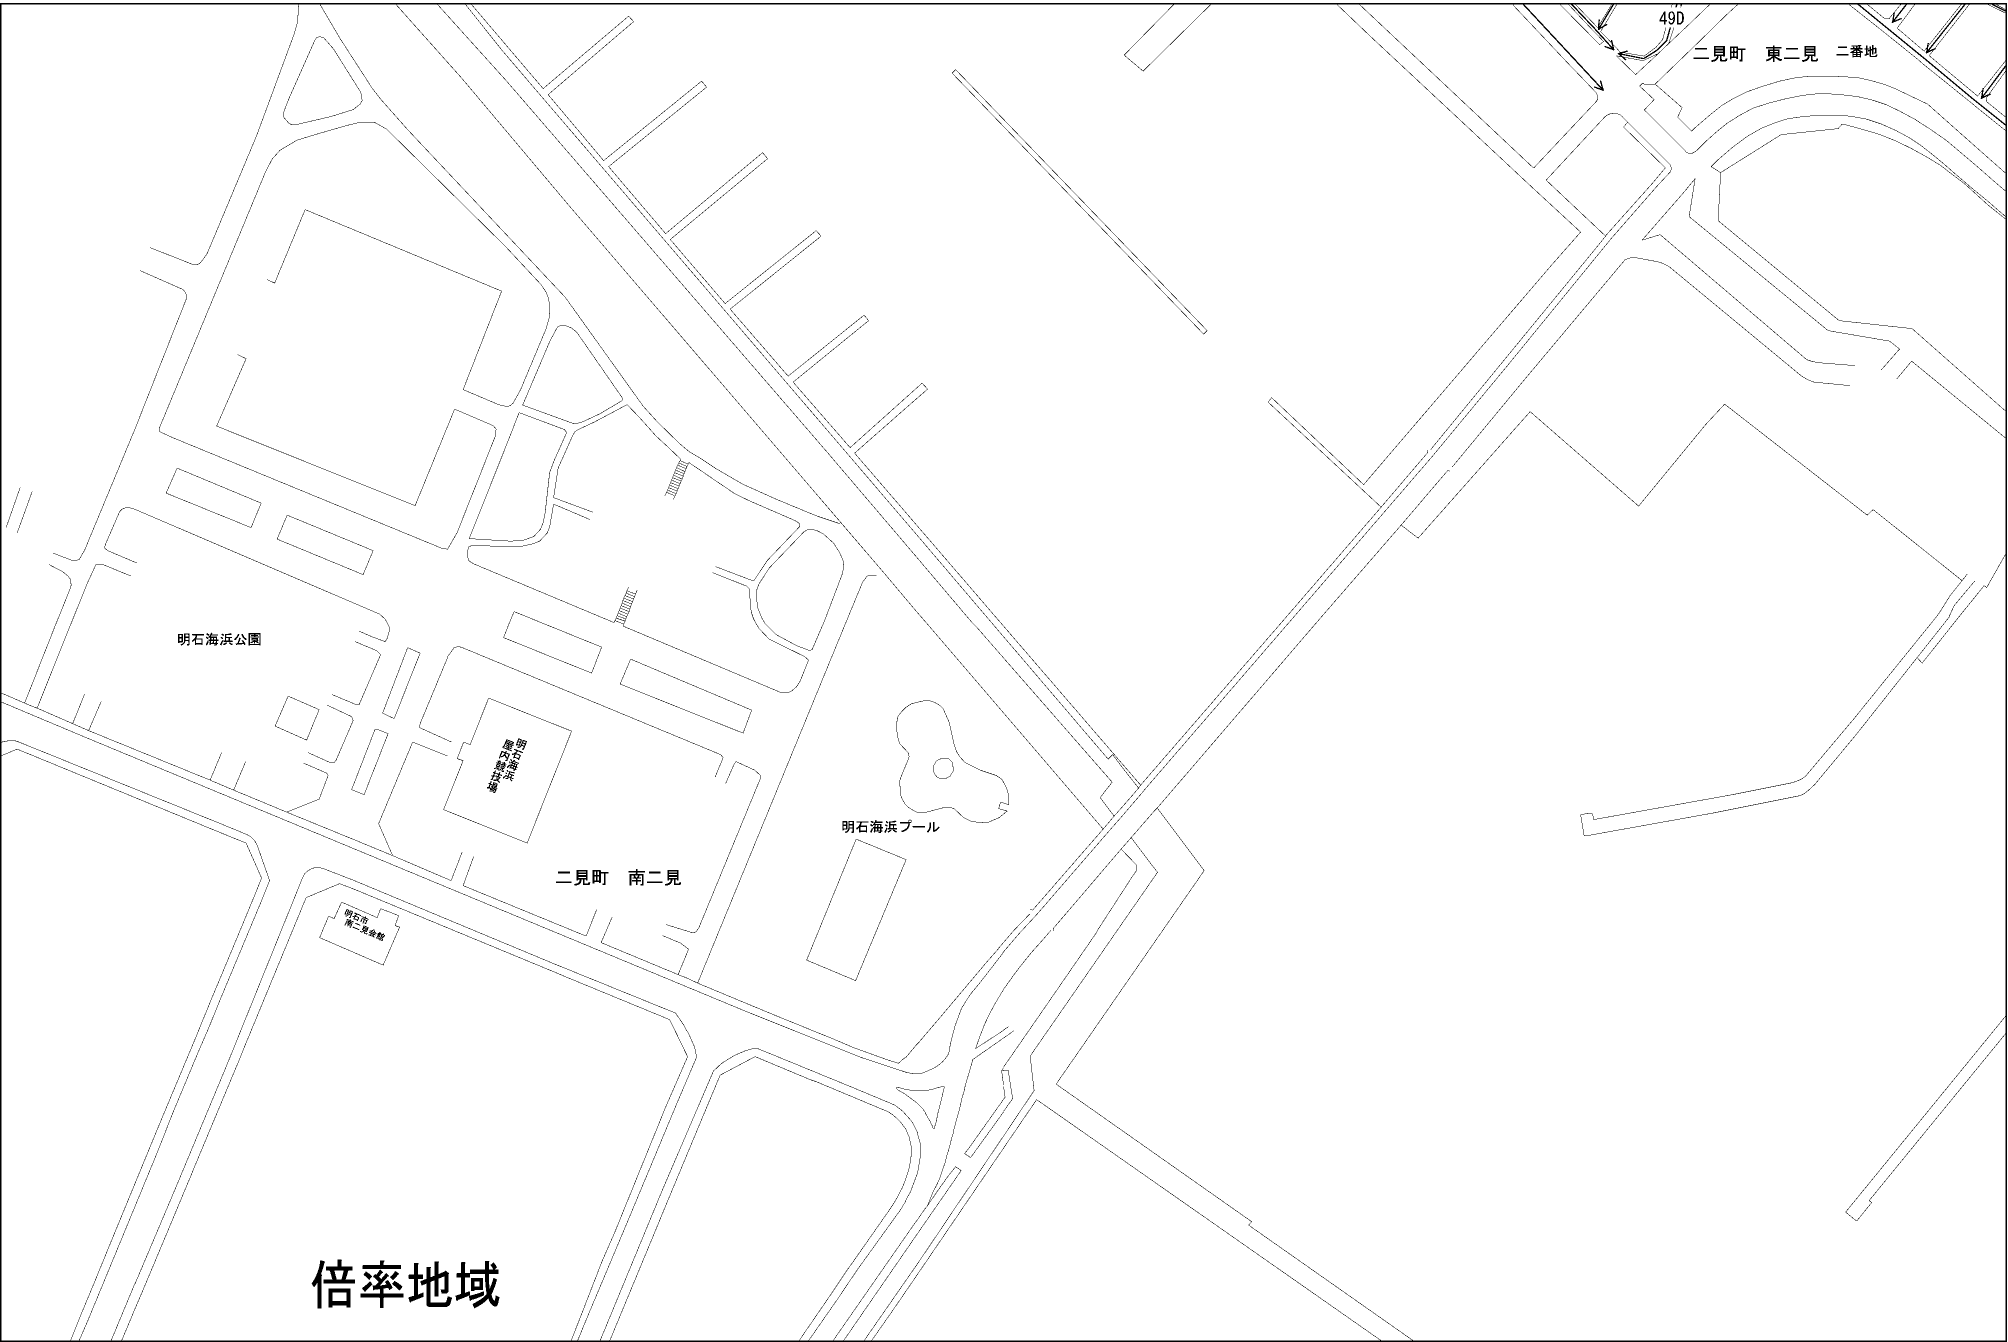 49D
二見町　東二見　二番地
明石海浜公園
明石海浜
屋内競技場
明石海浜プール
二見町　南二見
明石市
南二見会館
倍率地域